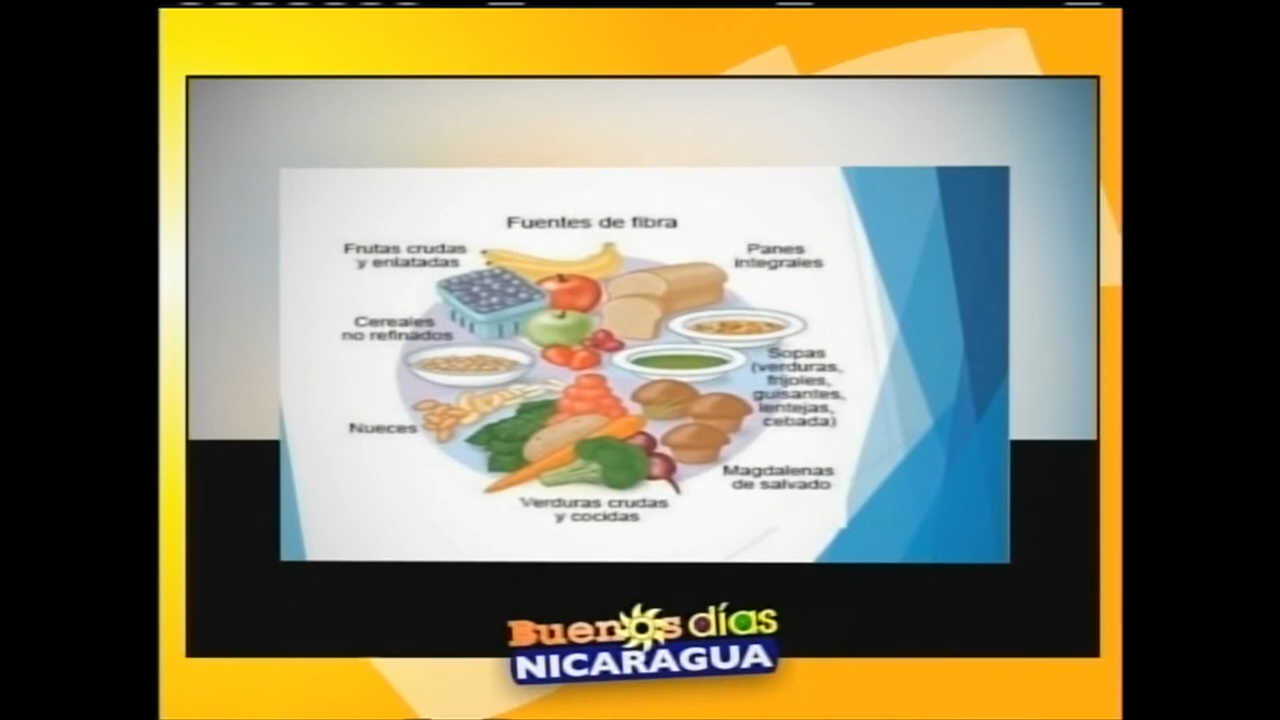 Fuentes de fibra
Frutas crudas
y enlatadas
Panes
integrales
Cereales
no refinados
Sopas
(verduras,
frijoles,
guisantes,
lentejas,
cebada)
Nueces
Magdalenas
de salvado
Verduras crudas
y cocidas
Buenos días
NICARAGUA